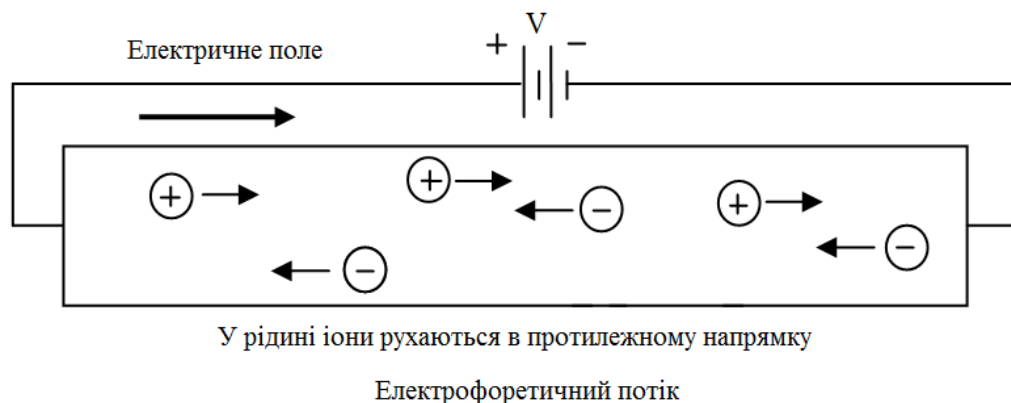 V
+ −
Електричне поле
+ + − + −
−
У рідині іони рухаються в протилежному напрямку
Електрофоретичний потік